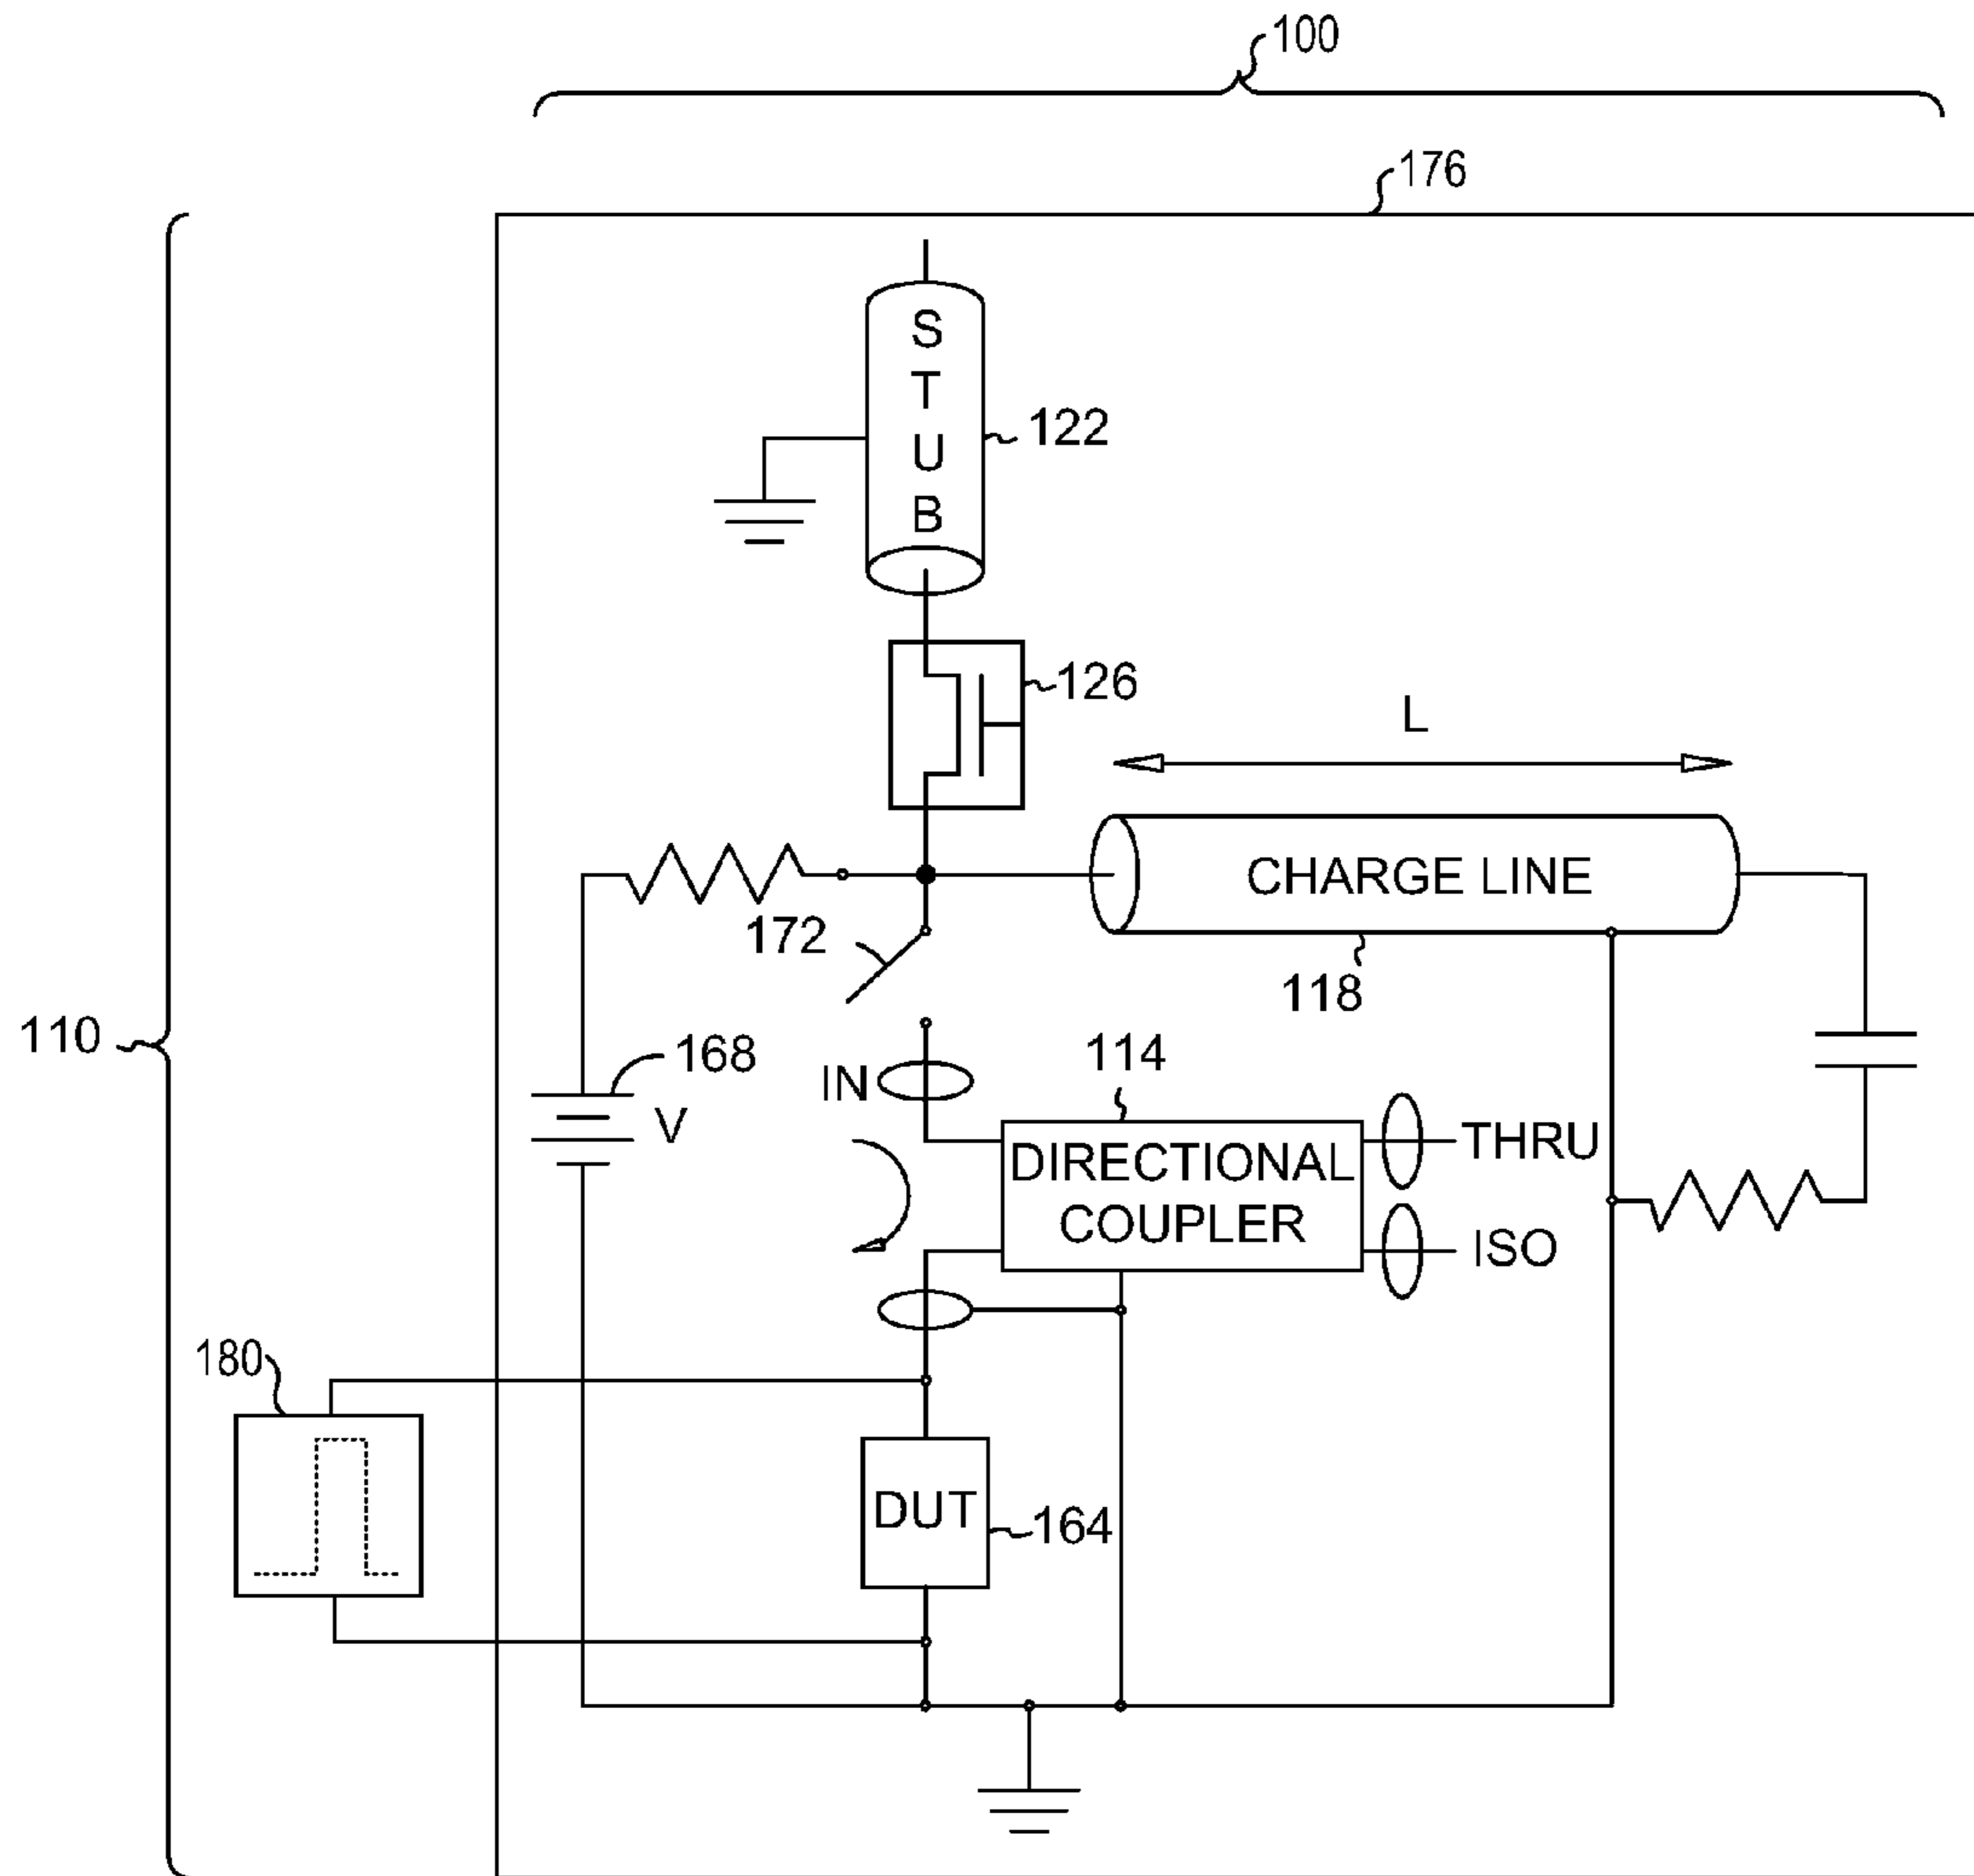 100
176
S
T
U
B
122
126
L
CHARGE LINE
172
118
110
168
V
IN
114
DIRECTIONAL
COUPLER
THRU
ISO
180
DUT
164